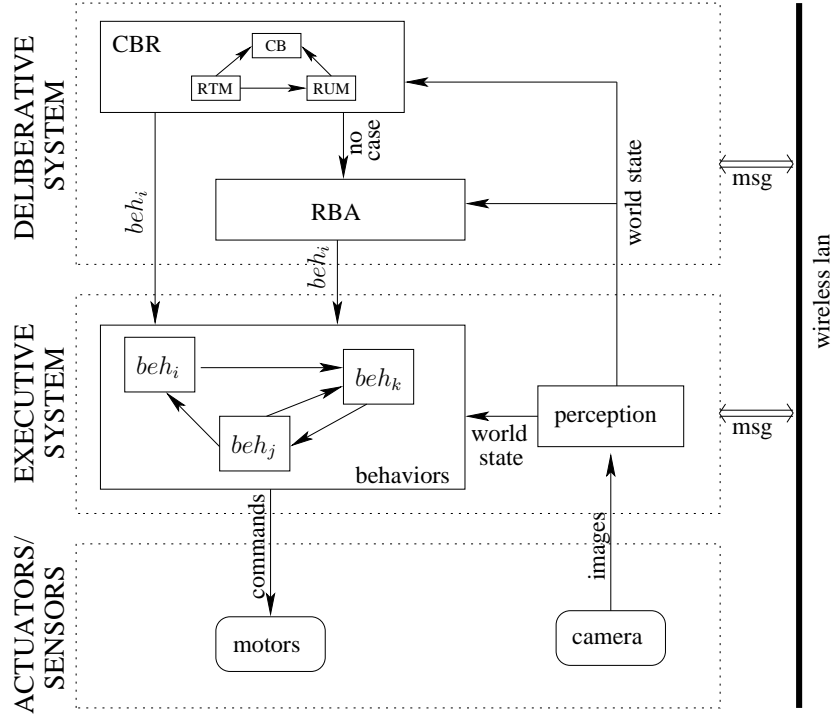 DELIBERATIVE
SYSTEM
CBR
CB
RTM
RUM
no
case
beh_i
RBA
beh_i
world state
msg
wireless lan
EXECUTIVE
SYSTEM
beh_i
beh_k
beh_j
behaviors
world
state
perception
msg
commands
images
ACTUATORS/
SENSORS
motors
camera